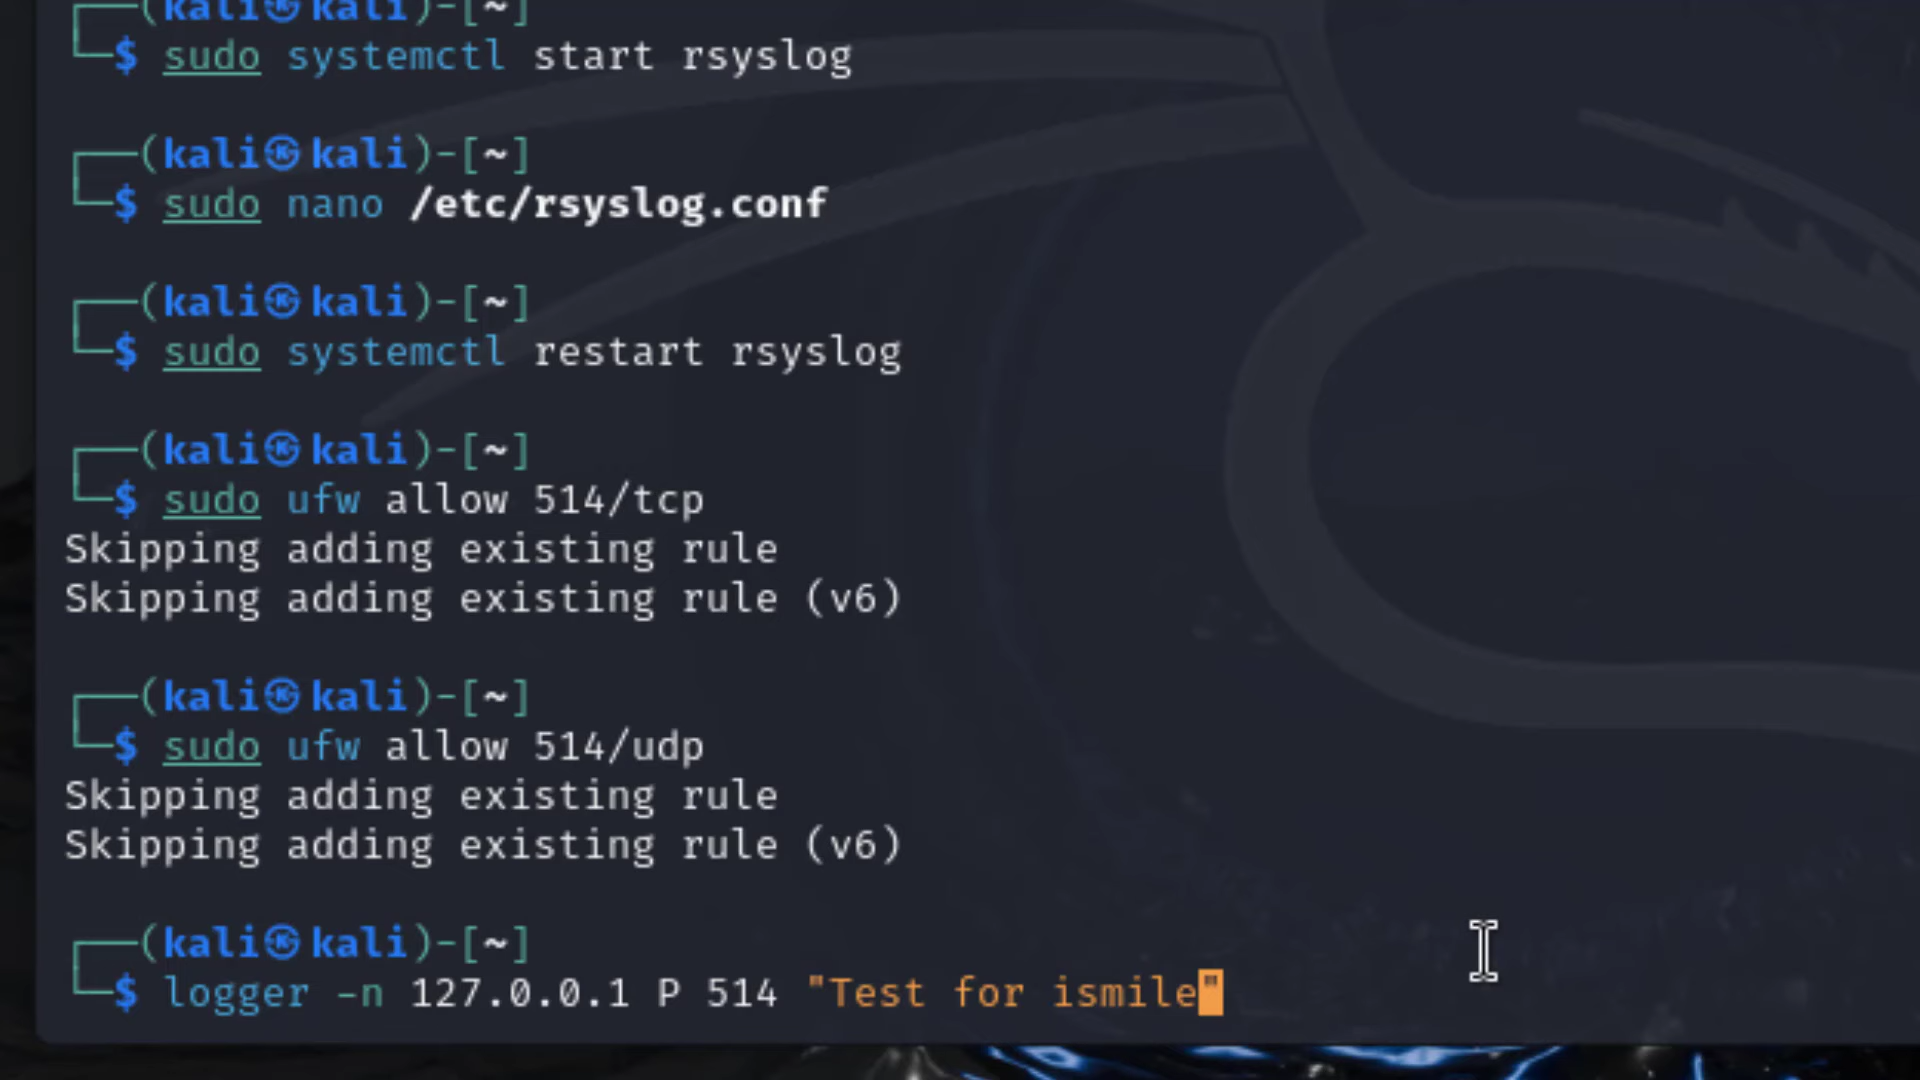 ┌──(kali㉿kali)-[~]
└─$ sudo systemctl start rsyslog
┌──(kali㉿kali)-[~]
└─$ sudo nano /etc/rsyslog.conf
┌──(kali㉿kali)-[~]
└─$ sudo systemctl restart rsyslog
┌──(kali㉿kali)-[~]
└─$ sudo ufw allow 514/tcp
Skipping adding existing rule
Skipping adding existing rule (v6)
┌──(kali㉿kali)-[~]
└─$ sudo ufw allow 514/udp
Skipping adding existing rule
Skipping adding existing rule (v6)
┌──(kali㉿kali)-[~]
└─$ logger -n 127.0.0.1 P 514 "Test for ismile"